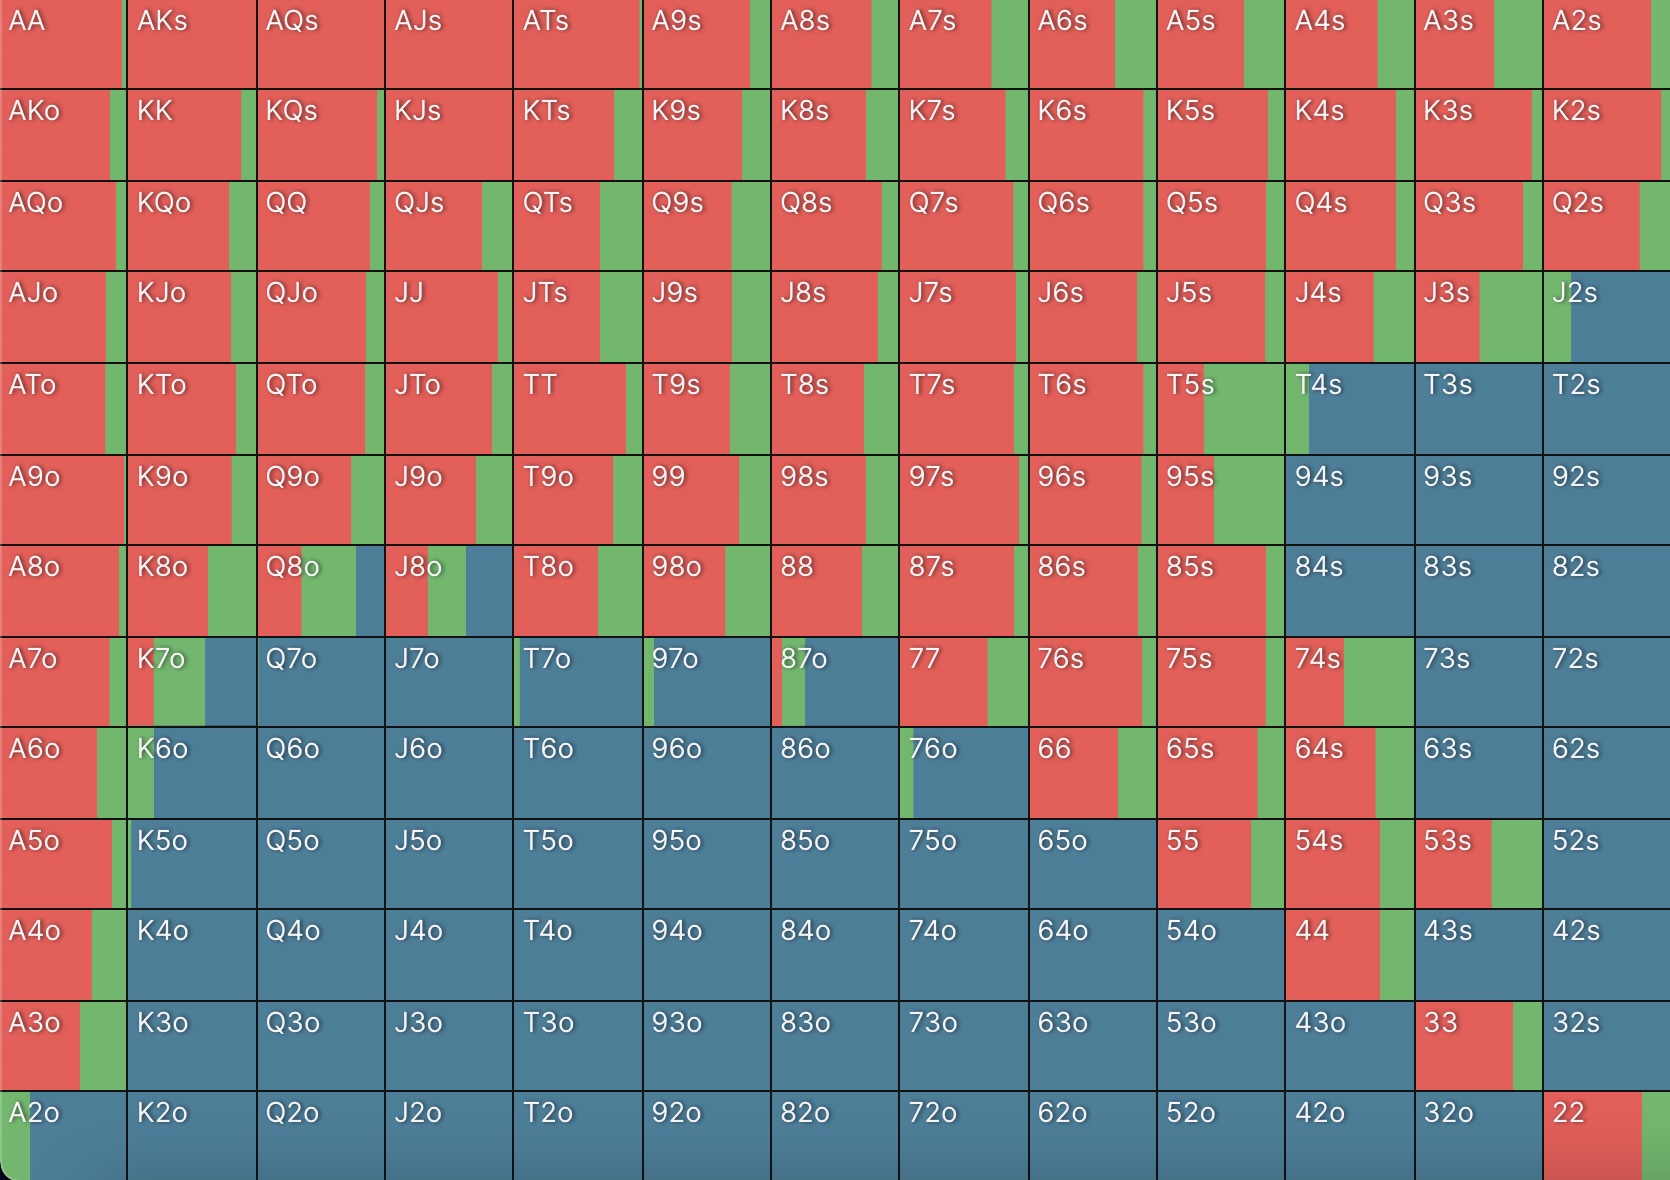 AA AKs AQs AJs ATs A9s A8s A7s A6s A5s A4s A3s A2s
AKo KK KQs KJs KTs K9s K8s K7s K6s K5s K4s K3s K2s
AQo KQo QQ QJs QTs Q9s Q8s Q7s Q6s Q5s Q4s Q3s Q2s
AJo KJo QJo JJ JTs J9s J8s J7s J6s J5s J4s J3s J2s
ATo KTo QTo JTo TT T9s T8s T7s T6s T5s T4s T3s T2s
A9o K9o Q9o J9o T9o 99 98s 97s 96s 95s 94s 93s 92s
A8o K8o Q8o J8o T8o 98o 88 87s 86s 85s 84s 83s 82s
A7o K7o Q7o J7o T7o 97o 87o 77 76s 75s 74s 73s 72s
A6o K6o Q6o J6o T6o 96o 86o 76o 66 65s 64s 63s 62s
A5o K5o Q5o J5o T5o 95o 85o 75o 65o 55 54s 53s 52s
A4o K4o Q4o J4o T4o 94o 84o 74o 64o 54o 44 43s 42s
A3o K3o Q3o J3o T3o 93o 83o 73o 63o 53o 43o 33 32s
A2o K2o Q2o J2o T2o 92o 82o 72o 62o 52o 42o 32o 22